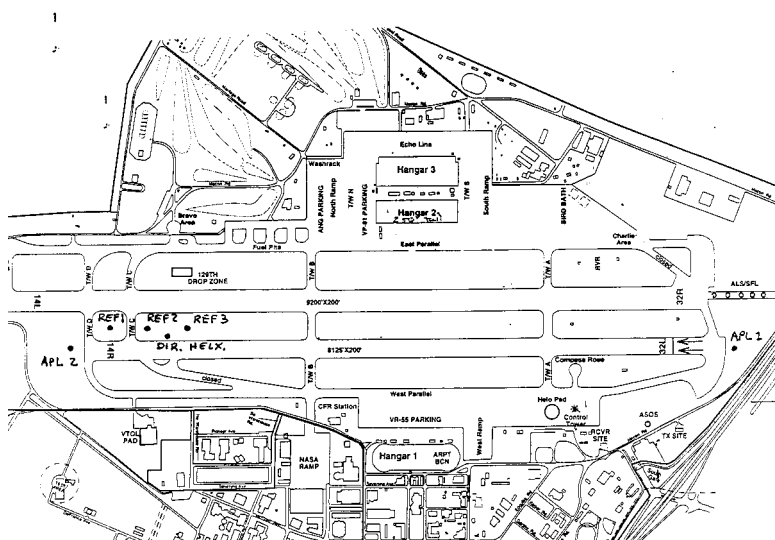 1
Echo Line
Washrack
Hangar 3
ANG PARKING
North Ramp
T/W N
VP-91 PARKING
Hangar 2
T/W S
South Ramp
BIRD BATH
Bravo
Area
Fuel Pits
East Parallel
Charlie
Area
closed
T/W D
T/W C
129TH
DROP ZONE
T/W B
T/W A
RVR
ALS/SFL
14L
9200'X200'
32R
REF1
REF2
REF3
T/W D
T/W C
14R
DIR. HELX.
8125'X200'
32L
APL 2
APL 2
closed
T/W B
T/W A
Compass Rose
West Parallel
CFR Station
VR-55 PARKING
Helo Pad
Control
Tower
VTOL
PAD
West Ramp
RCVR
SITE
ASOS
TX SITE
NASA
RAMP
Hangar 1
ARPT
BCN